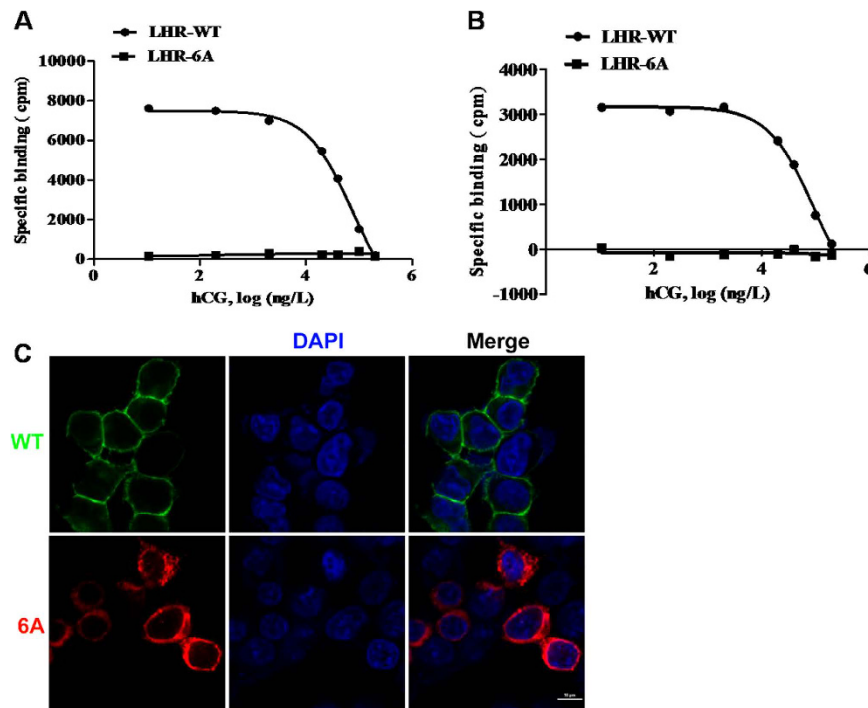 A
LHR-WT
LHR-6A
Specific binding ( cpm)
10000
8000
6000
4000
2000
0
0
2
4
6
hCG, log (ng/L)
B
LHR-WT
LHR-6A
Specific binding ( cpm)
4000
3000
2000
1000
0
-1000
2
4
6
hCG, log (ng/L)
C
DAPI
Merge
WT
6A